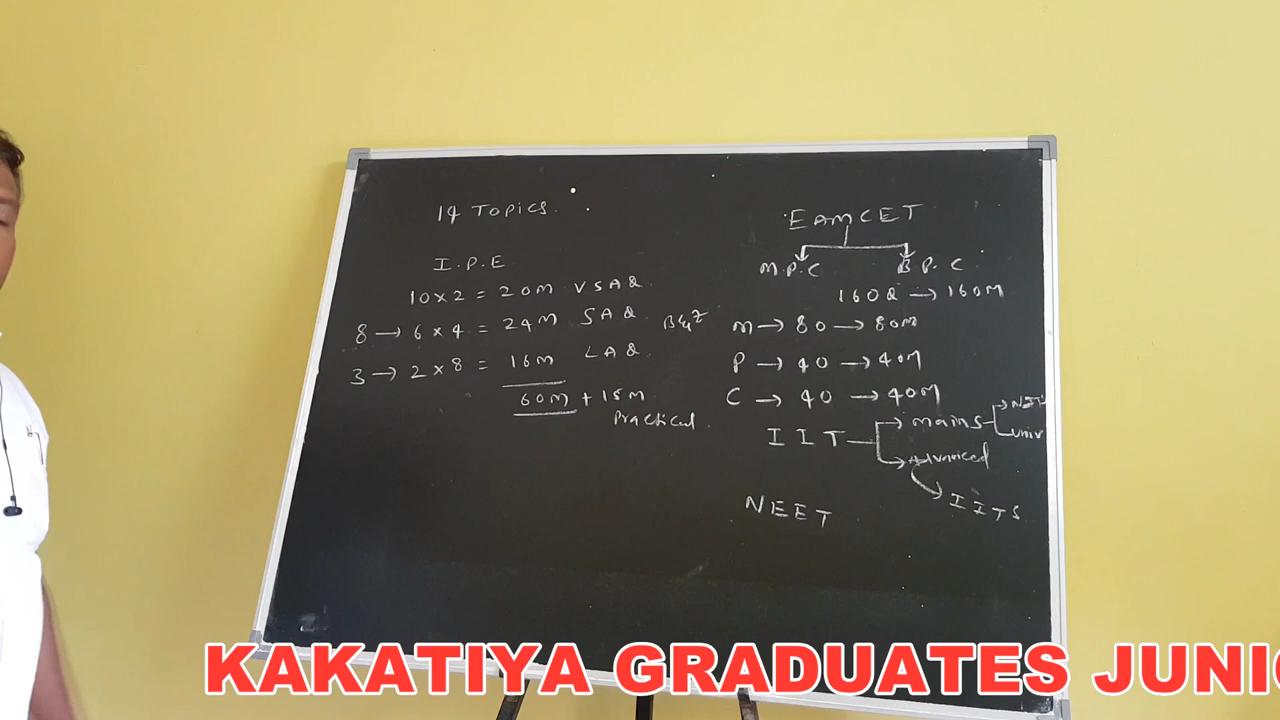 14 TOPICS.
I.P.E
10×2 = 20M VSAQ
8 → 6×4 = 24M SAQ
3 → 2×8 = 16M LAQ
60M + 15M
Practical
EAMCET
M.P.C B.P.C
160Q → 160M
M → 80 → 80M
P → 40 → 40M
C → 40 → 40M
IIT mains
Advanced
IITS
NEET
KAKATIYA GRADUATES JUNI